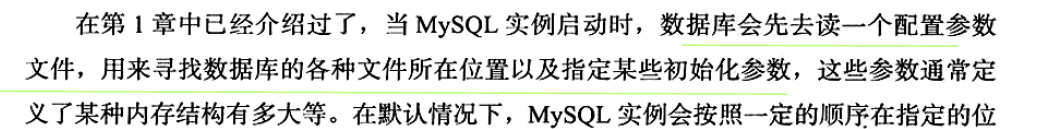 在第 1 章中已经介绍过了，当 MySQL 实例启动时，数据库会先去读一个配置参数
文件，用来寻找数据库的各种文件所在位置以及指定某些初始化参数，这些参数通常定
义了某种内存结构有多大等。在默认情况下，MySQL 实例会按照一定的顺序在指定的位